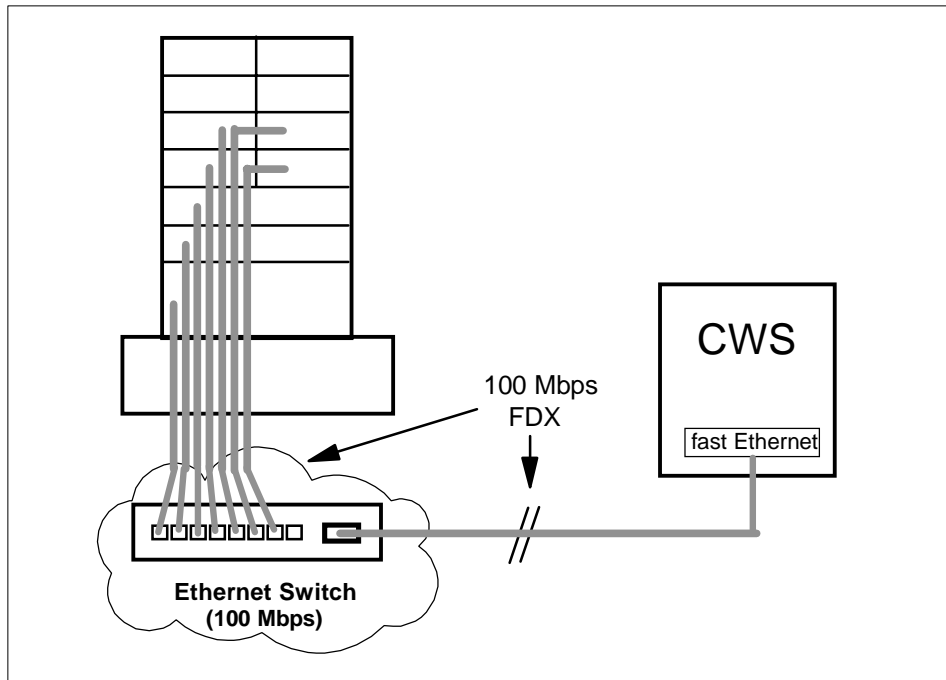 CWS
100 Mbps
FDX
fast Ethernet
Ethernet Switch
(100 Mbps)